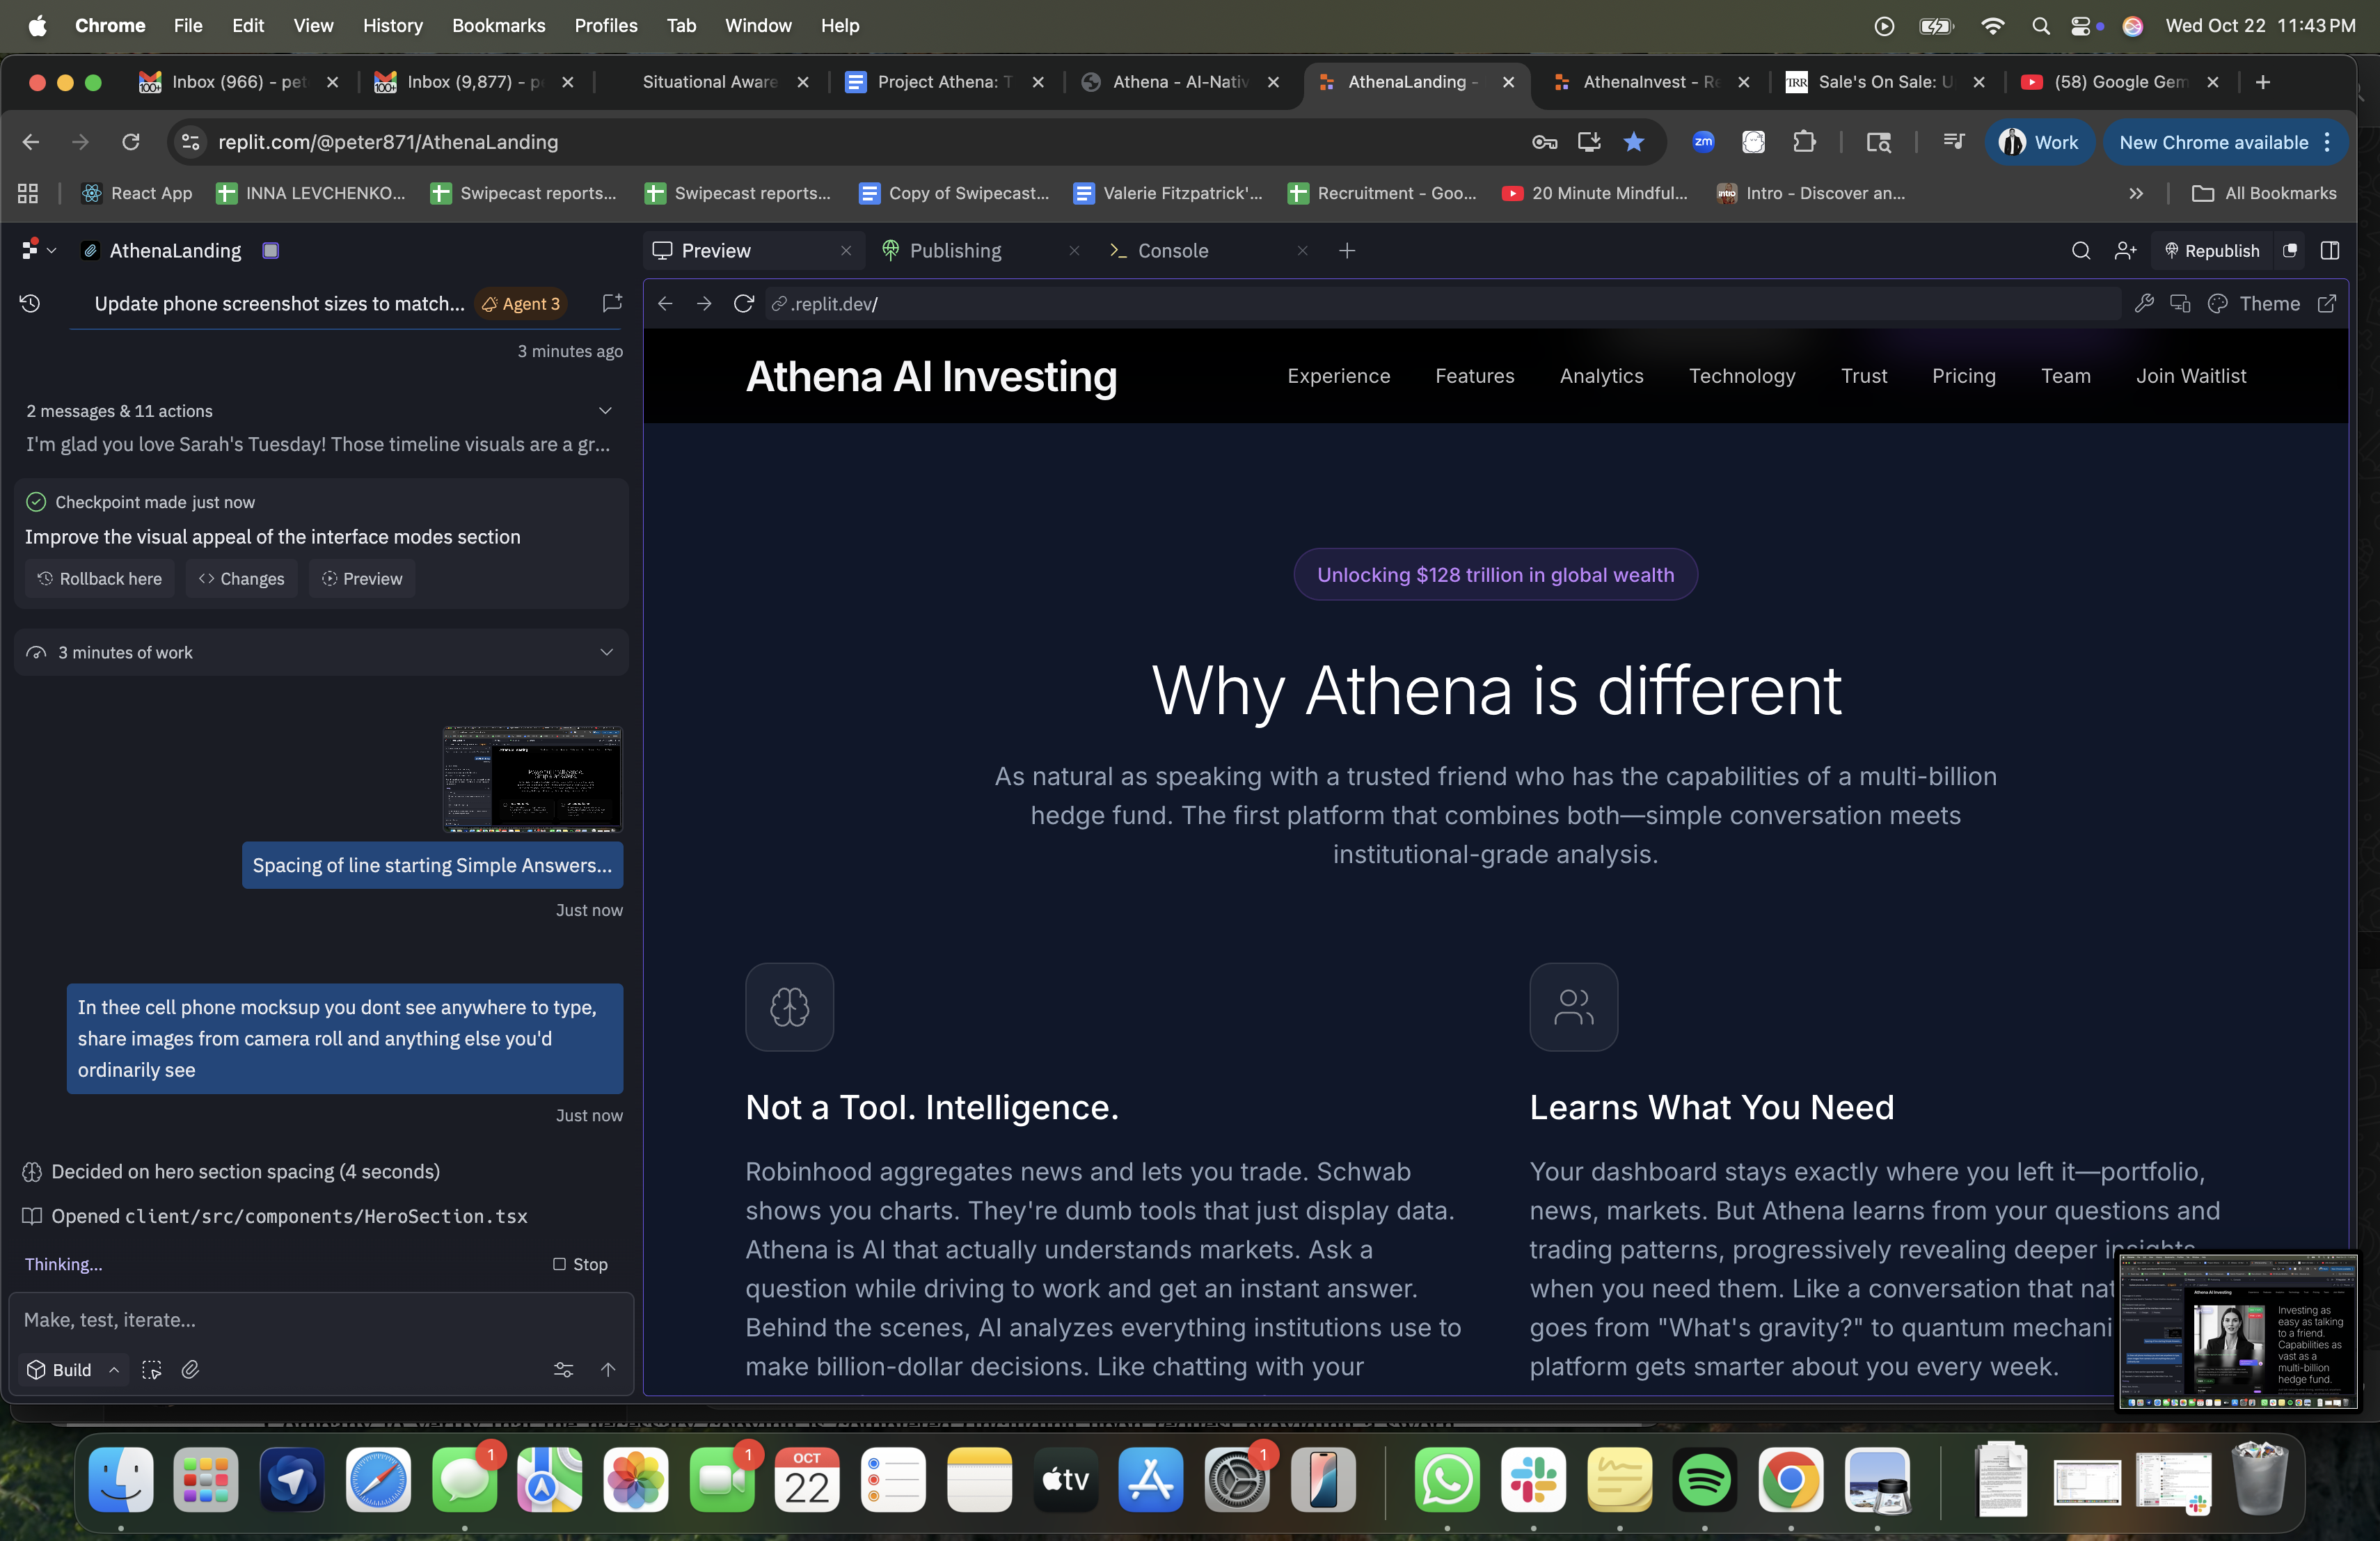 Chrome File Edit View History Bookmarks Profiles Tab Window Help Wed Oct 22 11:43 PM
Inbox (966) - pet Inbox (9,877) - p Situational Aware Project Athena: T Athena - AI-Nativ AthenaLanding - AthenaInvest - Re TRR Sale's On Sale: U (58) Google Gem
replit.com/@peter871/AthenaLanding zm Work New Chrome available
React App INNA LEVCHENKO... Swipecast reports... Swipecast reports... Copy of Swipecast... Valerie Fitzpatrick'... Recruitment - Goo... 20 Minute Mindful... intro Intro - Discover an... All Bookmarks
AthenaLanding Preview Publishing Console Republish
Update phone screenshot sizes to match... Agent 3
3 minutes ago
2 messages & 11 actions
I'm glad you love Sarah's Tuesday! Those timeline visuals are a gr...
Checkpoint made just now
Improve the visual appeal of the interface modes section
Rollback here Changes Preview
3 minutes of work
Spacing of line starting Simple Answers...
Just now
In thee cell phone mocksup you dont see anywhere to type,
share images from camera roll and anything else you'd
ordinarily see
Just now
Decided on hero section spacing (4 seconds)
Opened client/src/components/HeroSection.tsx
Thinking... Stop
Make, test, iterate...
Build
.replit.dev/ Theme
Athena AI Investing Experience Features Analytics Technology Trust Pricing Team Join Waitlist
Unlocking $128 trillion in global wealth
Why Athena is different
As natural as speaking with a trusted friend who has the capabilities of a multi-billion
hedge fund. The first platform that combines both—simple conversation meets
institutional-grade analysis.
Not a Tool. Intelligence.
Robinhood aggregates news and lets you trade. Schwab
shows you charts. They're dumb tools that just display data.
Athena is AI that actually understands markets. Ask a
question while driving to work and get an instant answer.
Behind the scenes, AI analyzes everything institutions use to
make billion-dollar decisions. Like chatting with your
Learns What You Need
Your dashboard stays exactly where you left it—portfolio,
news, markets. But Athena learns from your questions and
trading patterns, progressively revealing deeper insights
when you need them. Like a conversation that nat
goes from "What's gravity?" to quantum mechani
platform gets smarter about you every week.
Athena AI Investing
Investing as
easy as talking
to a friend.
Capabilities as
vast as a
multi-billion
hedge fund.
1 1 OCT 22 tv 1